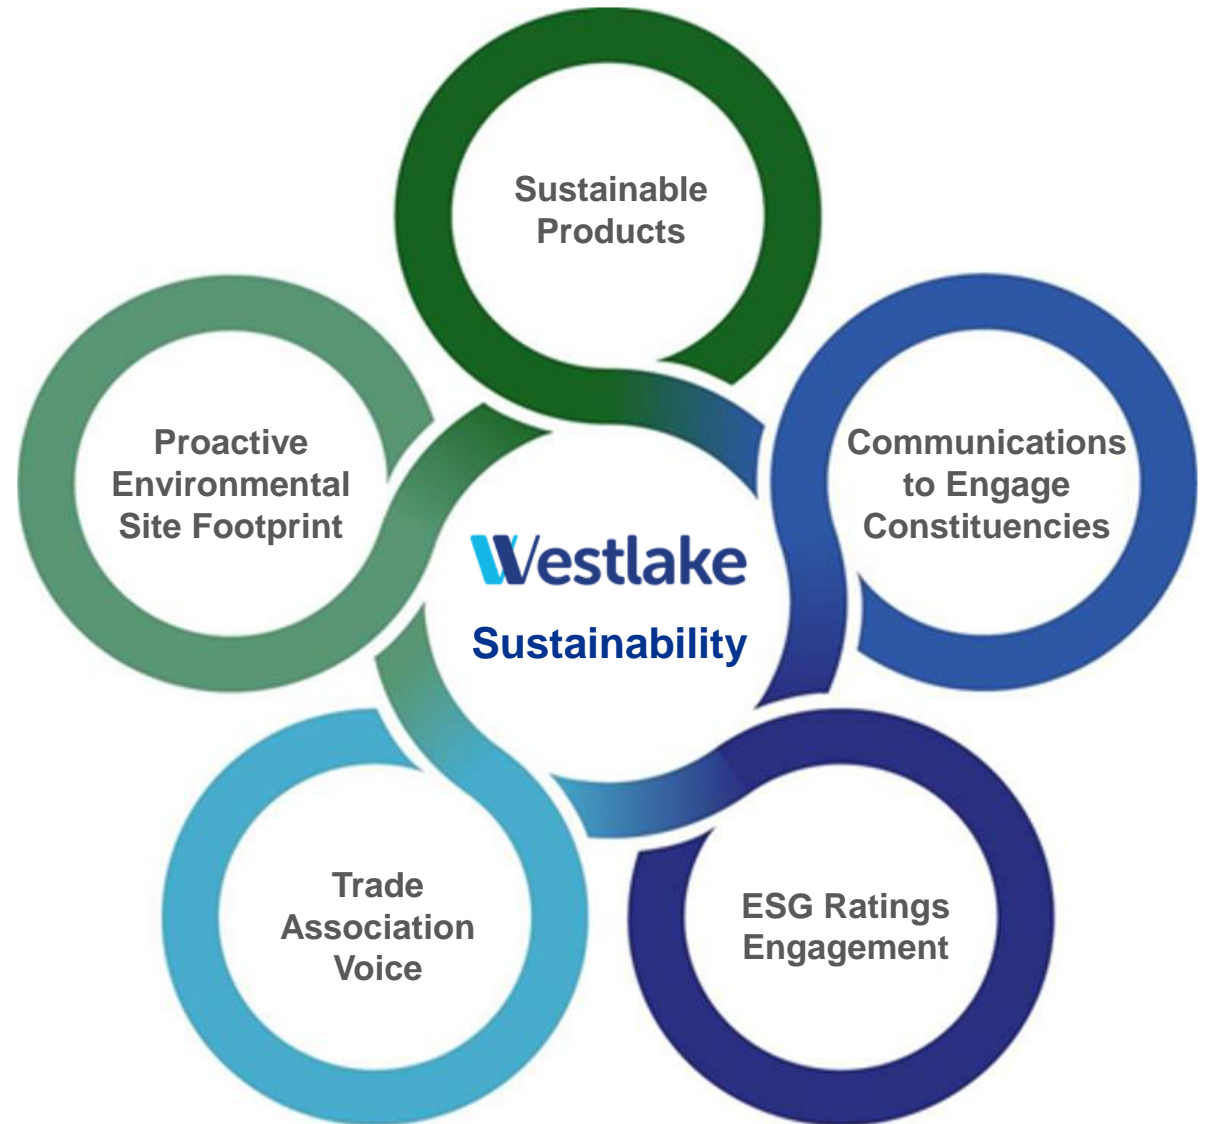 Sustainable
Products
Proactive
Environmental
Site Footprint
Communications
to Engage
Constituencies
Westlake
Sustainability
Trade
Association
Voice
ESG Ratings
Engagement